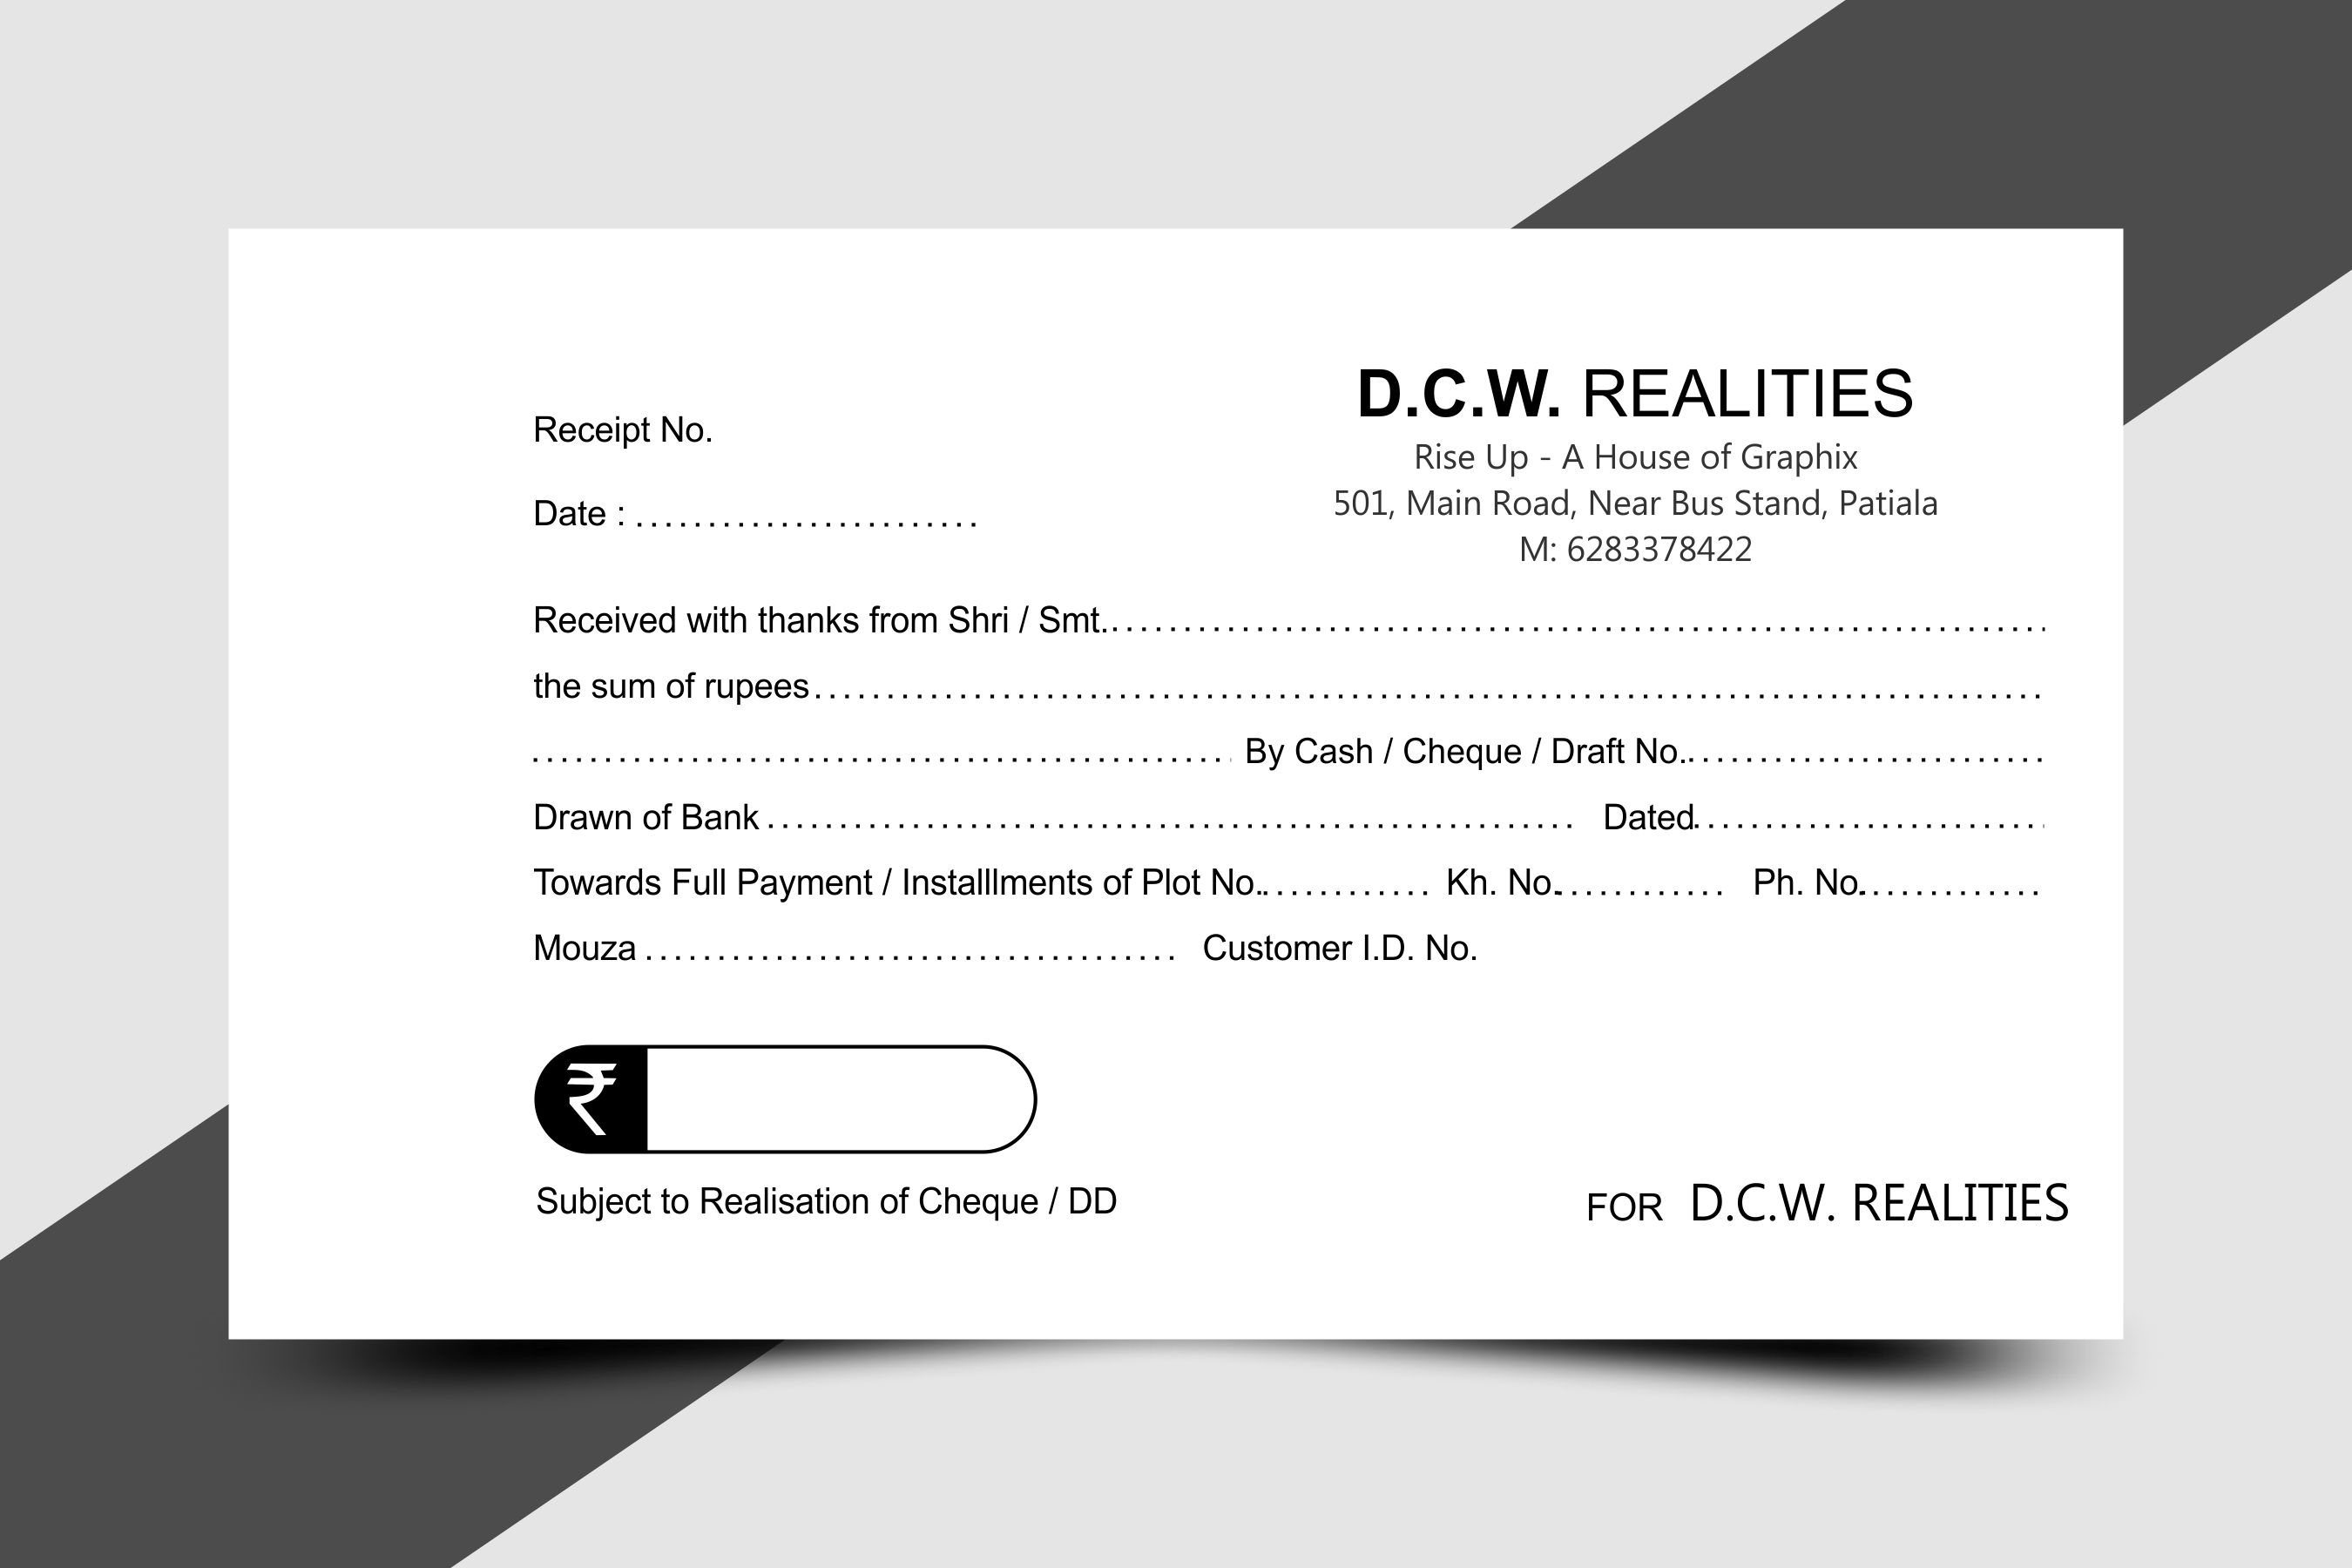 D.C.W. REALITIES
Rise Up - A House of Graphix
501, Main Road, Near Bus Stand, Patiala
M: 6283378422
Receipt No.
Date : .......................
Received with thanks from Shri / Smt..................................................................
the sum of rupees.....................................................................................
................................................. By Cash / Cheque / Draft No..........................
Drawn of Bank ........................................................ Dated.........................
Towards Full Payment / Installlments of Plot No............. Kh. No............. Ph. No.............
Mouza ..................................... Customer I.D. No.
₹
Subject to Realisation of Cheque / DD
FOR D.C.W. REALITIES